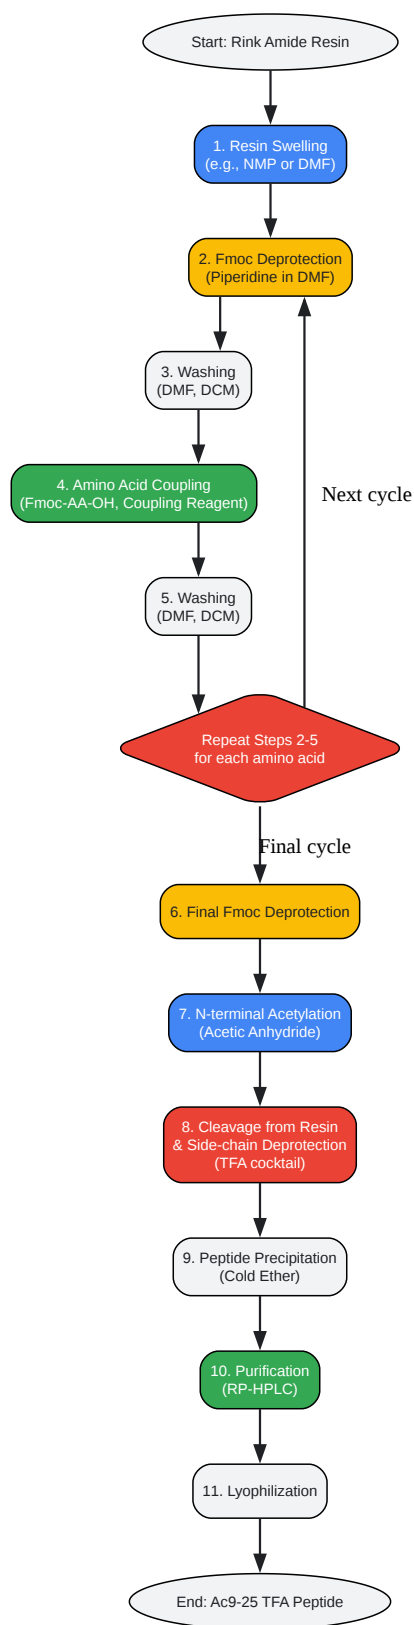 Start: Rink Amide Resin
1. Resin Swelling
(e.g., NMP or DMF)
2. Fmoc Deprotection
(Piperidine in DMF)
3. Washing
(DMF, DCM)
4. Amino Acid Coupling
(Fmoc-AA-OH, Coupling Reagent)
Next cycle
5. Washing
(DMF, DCM)
Repeat Steps 2-5
for each amino acid
Final cycle
6. Final Fmoc Deprotection
7. N-terminal Acetylation
(Acetic Anhydride)
8. Cleavage from Resin
& Side-chain Deprotection
(TFA cocktail)
9. Peptide Precipitation
(Cold Ether)
10. Purification
(RP-HPLC)
11. Lyophilization
End: Ac9-25 TFA Peptide